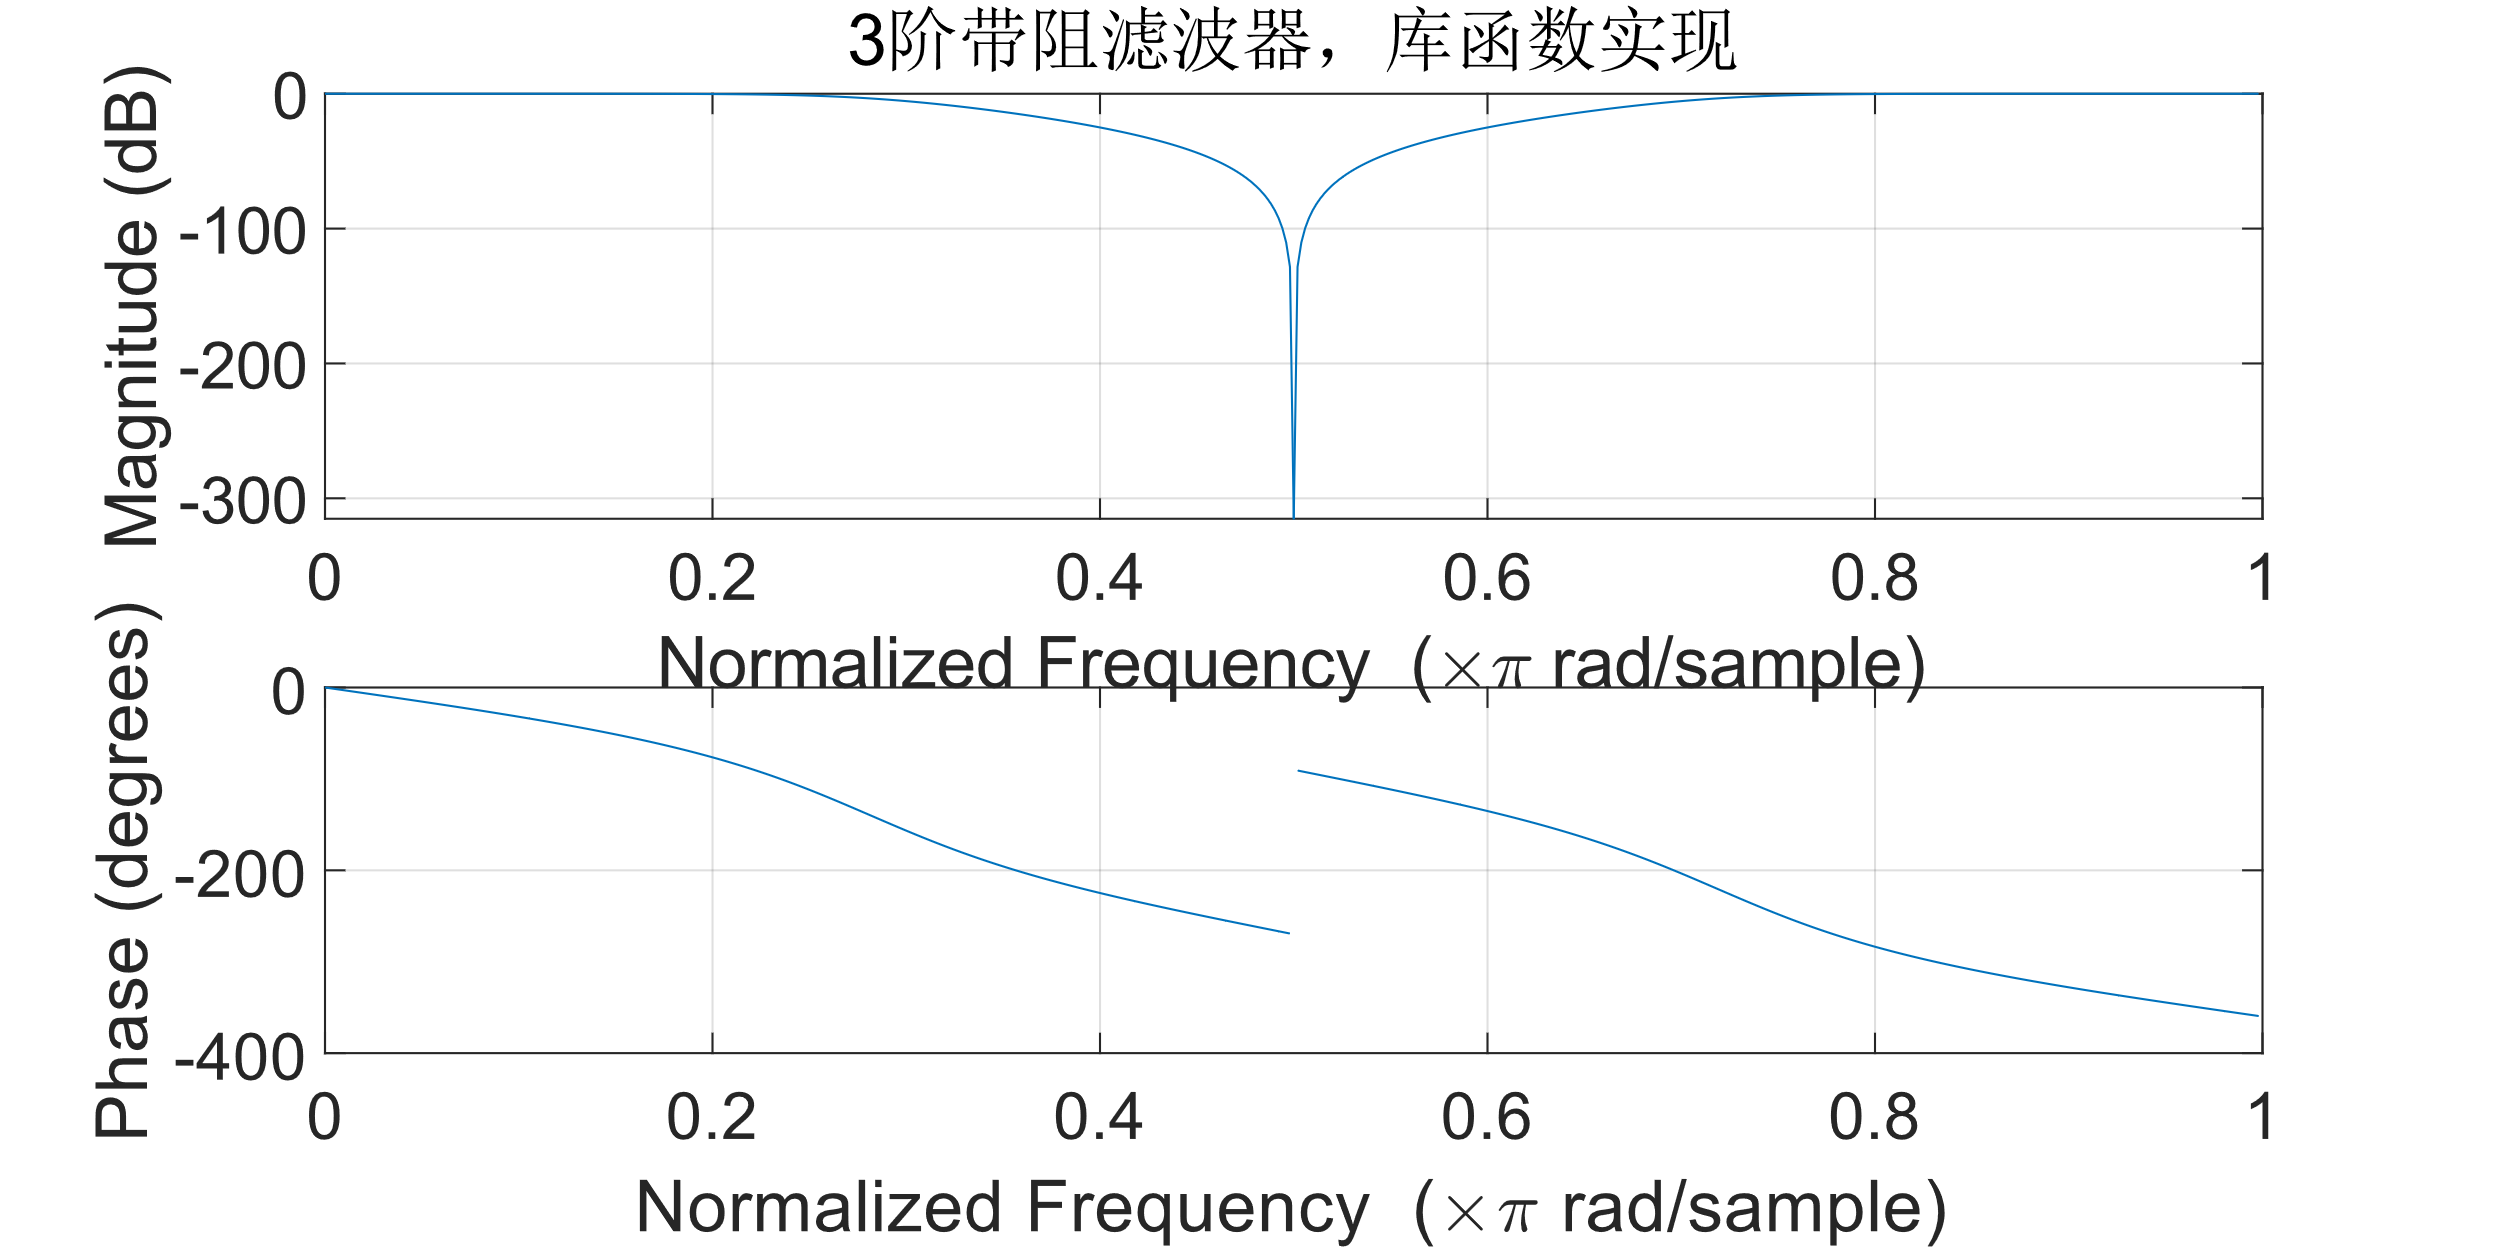 3阶带阻滤波器, 库函数实现
Magnitude (dB)
0
-100
-200
-300
0 0.2 0.4 0.6 0.8 1
Normalized Frequency (×π rad/sample)
Phase (degrees)
0
-200
-400
0 0.2 0.4 0.6 0.8 1
Normalized Frequency (×π rad/sample)